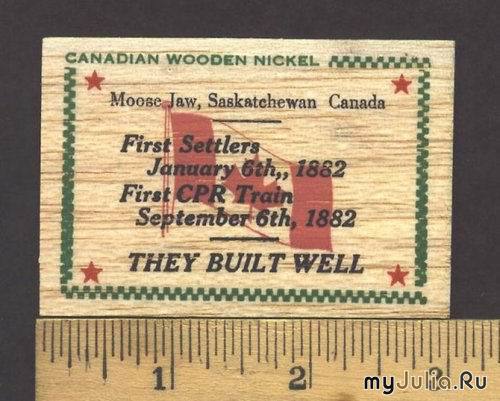 CANADIAN WOODEN NICKEL
Moose Jaw, Saskatchewan Canada
First Settlers
January 6th,, 1882
First CPR Train
September 6th, 1882
THEY BUILT WELL
1 2 3
myJulia.Ru